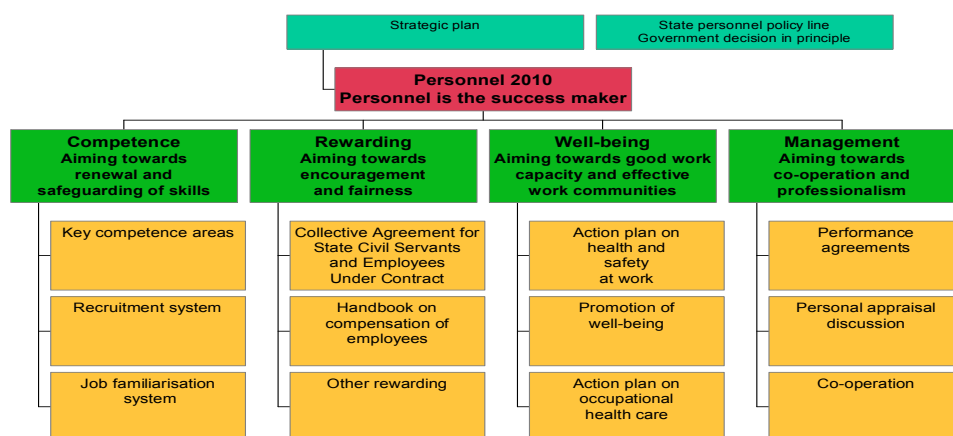 Strategic plan
State personnel policy line
Government decision in principle
Personnel 2010
Personnel is the success maker
Competence
Aiming towards
renewal and
safeguarding of skills
Rewarding
Aiming towards
encouragement
and fairness
Well-being
Aiming towards good work
capacity and effective
work communities
Management
Aiming towards
co-operation and
professionalism
Key competence areas
Collective Agreement for
State Civil Servants
and Employees
Under Contract
Action plan on
health and
safety
at work
Performance
agreements
Recruitment system
Handbook on
compensation of
employees
Promotion of
well-being
Personal appraisal
discussion
Job familiarisation
system
Other rewarding
Action plan on
occupational
health care
Co-operation